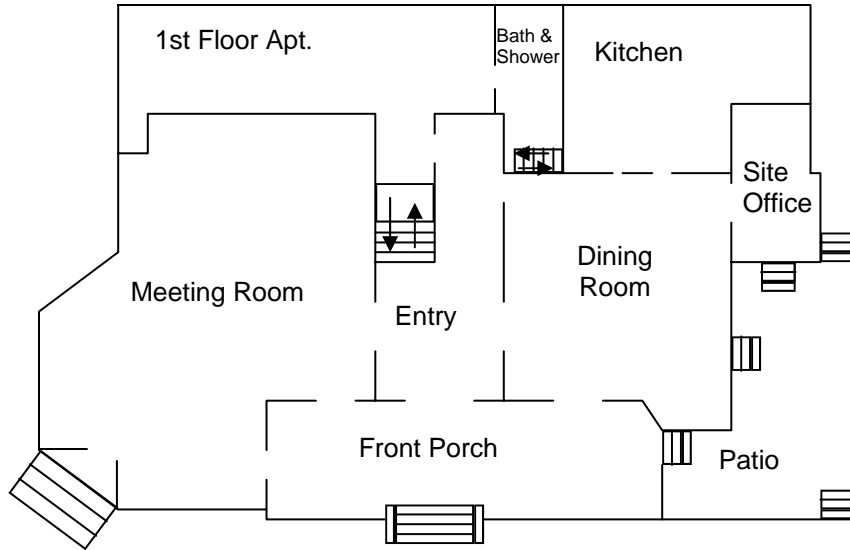 1st Floor Apt.
Bath &
Shower
Kitchen
Site
Office
Meeting Room
Dining
Room
Entry
Front Porch
Patio